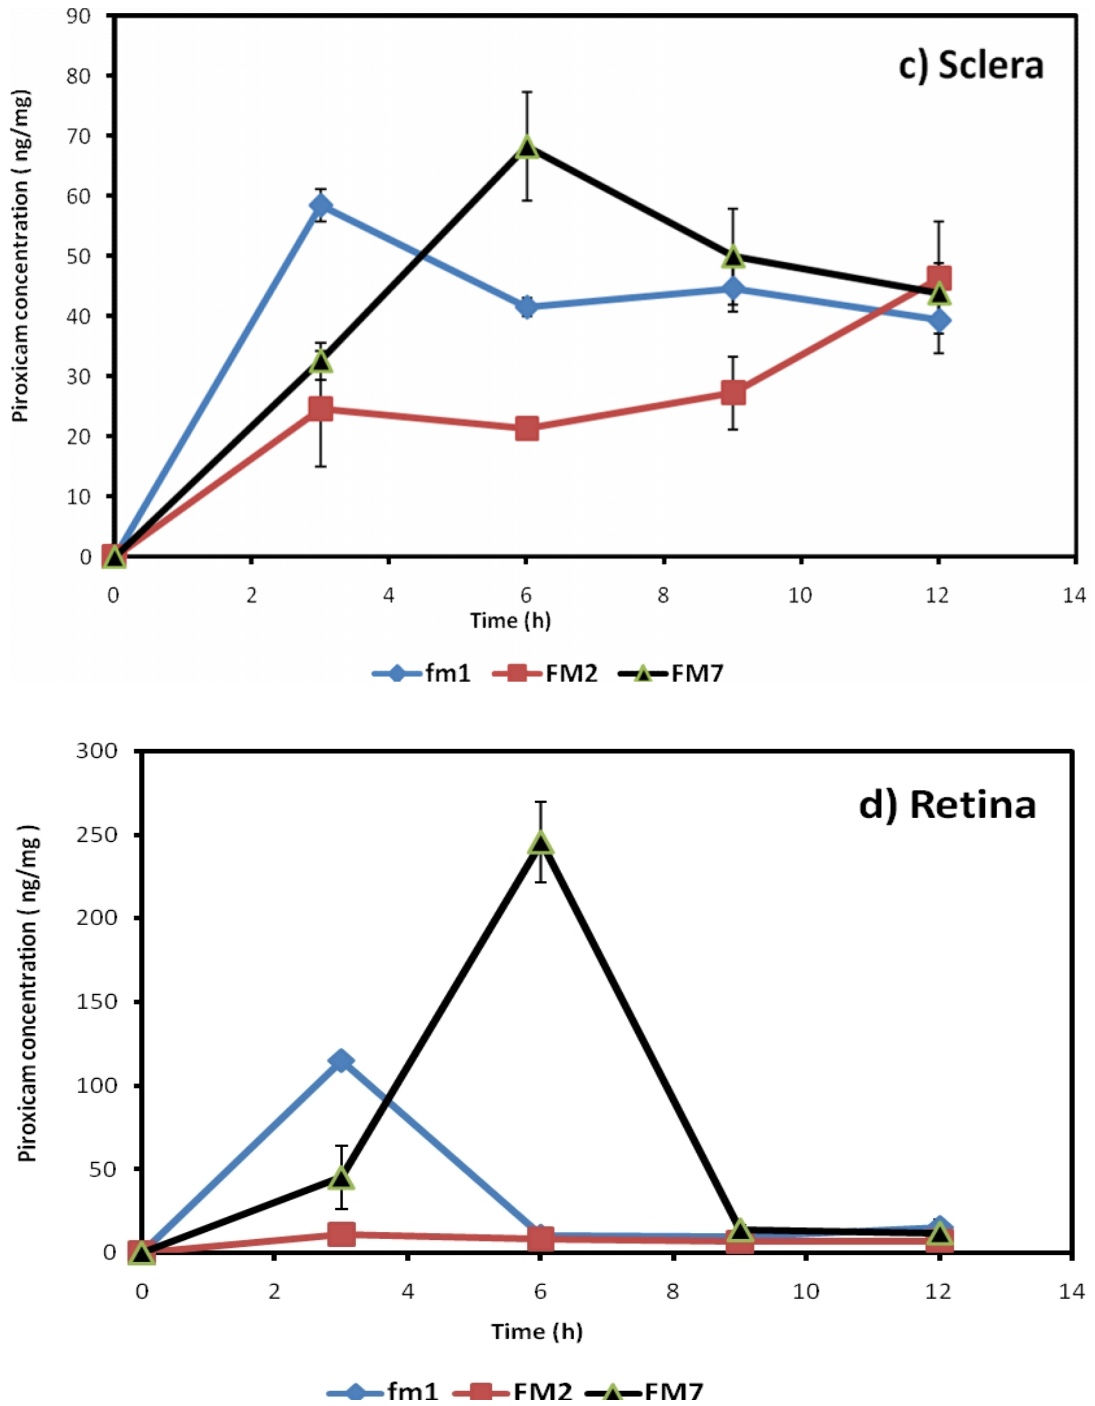 90
c) Sclera
80
70
60
50
40
30
20
10
0
Piroxicam concentration ( ng/mg)
0 2 4 6 8 10 12 14
Time (h)
fm1 FM2 FM7
300
d) Retina
250
200
150
100
50
0
Piroxicam concentration ( ng/mg )
0 2 4 6 8 10 12 14
Time (h)
fm1 FM2 FM7